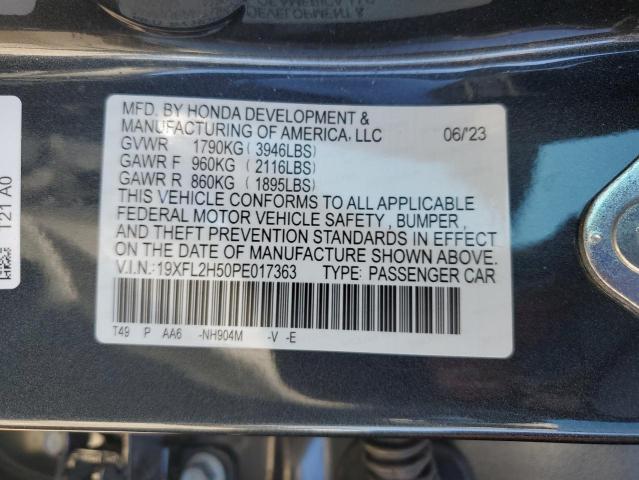 MFD. BY HONDA DEVELOPMENT &
MANUFACTURING OF AMERICA, LLC 06/'23
GVWR 1790KG (3946LBS)
GAWR F 960KG (2116LBS)
GAWR R 860KG (1895LBS)
THIS VEHICLE CONFORMS TO ALL APPLICABLE
FEDERAL MOTOR VEHICLE SAFETY, BUMPER,
AND THEFT PREVENTION STANDARDS IN EFFECT
ON THE DATE OF MANUFACTURE SHOWN ABOVE.
V.I.N.: 19XFL2H50PE017363 TYPE: PASSENGER CAR
T49 P AA6 -NH904M -V -E
121 A0